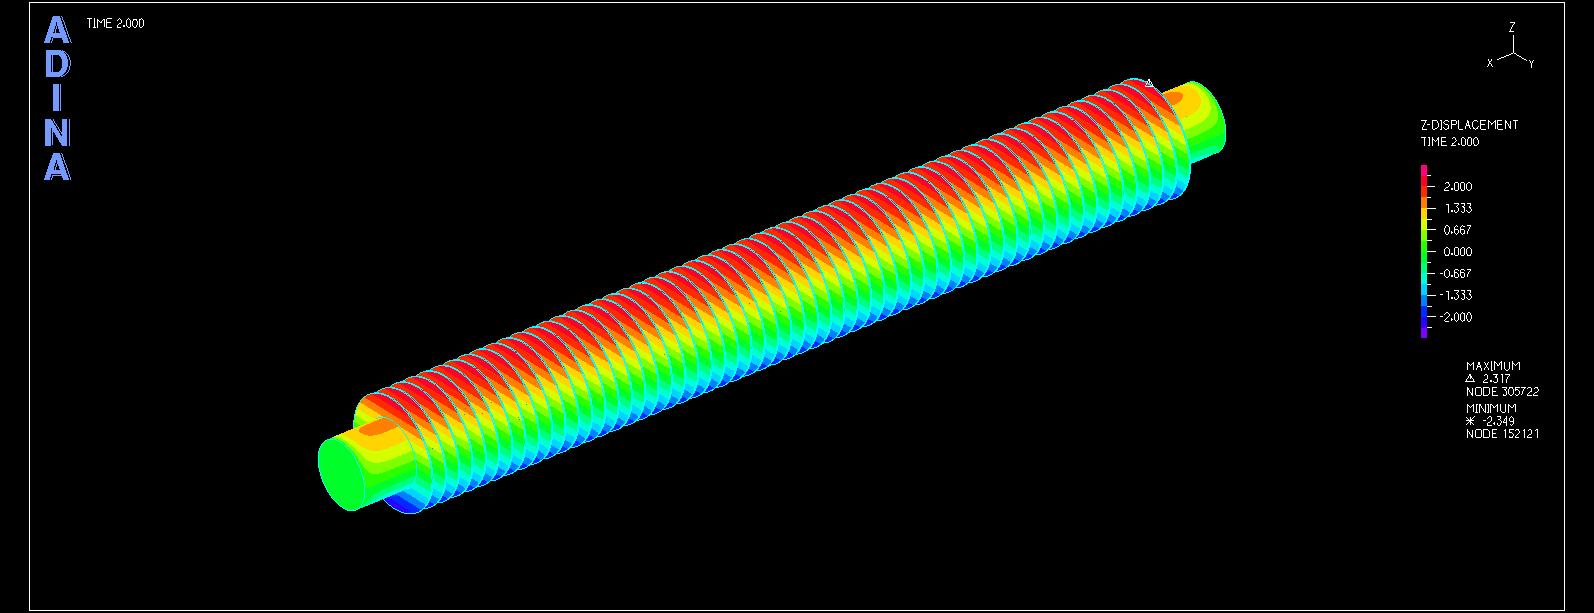 ADINA
TIME 2.000
Z
X
Y
Z-DISPLACEMENT
TIME 2.000
2.000
1.333
0.667
0.000
-0.667
-1.333
-2.000
MAXIMUM
Δ 2.317
NODE 305722
MINIMUM
* -2.349
NODE 152121